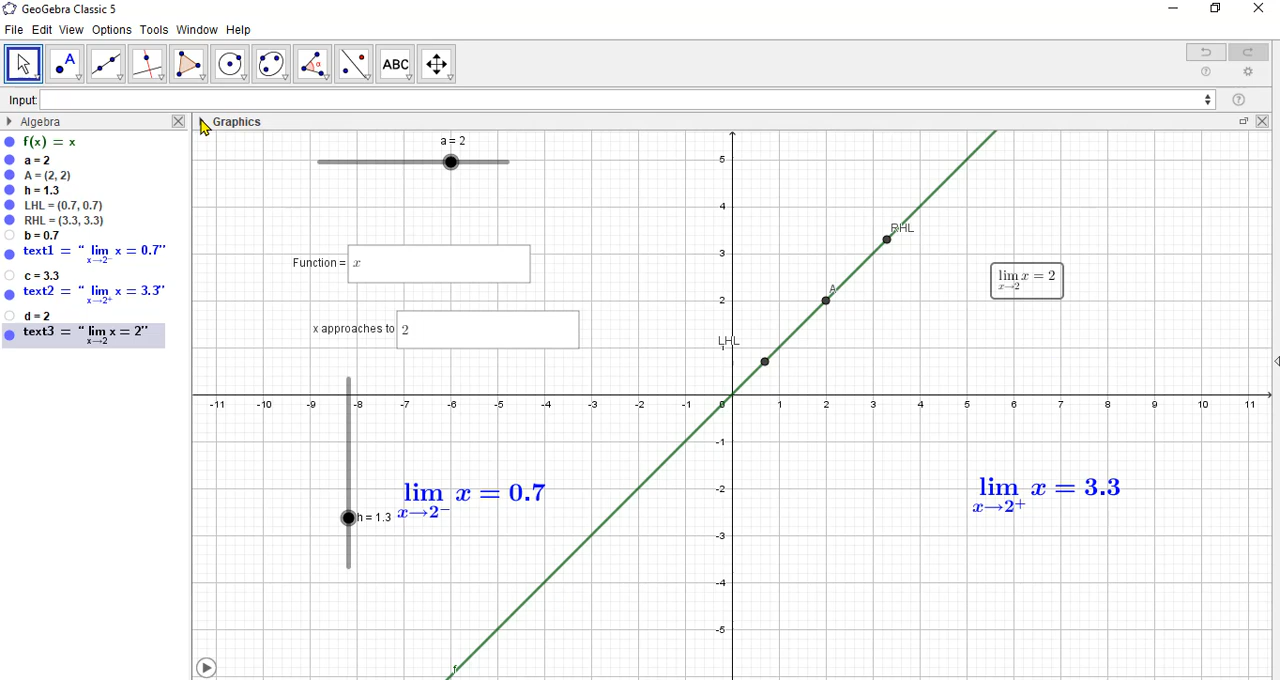 GeoGebra Classic 5
File Edit View Options Tools Window Help
A ABC α
Input:
Algebra
Graphics
f(x) = x
a = 2
A = (2, 2)
h = 1.3
LHL = (0.7, 0.7)
RHL = (3.3, 3.3)
b = 0.7
text1 = “ lim x = 0.7”
x→2⁻
c = 3.3
text2 = “ lim x = 3.3”
x→2⁺
d = 2
text3 = “ lim x = 2”
x→2
a = 2
Function = x
x approaches to 2
h = 1.3
lim x = 0.7
x→2⁻
lim x = 2
x→2
lim x = 3.3
x→2⁺
RHL
A
LHL
f
5
4
3
2
1
-11 -10 -9 -8 -7 -6 -5 -4 -3 -2 -1 0 1 2 3 4 5 6 7 8 9 10 11
-1
-2
-3
-4
-5